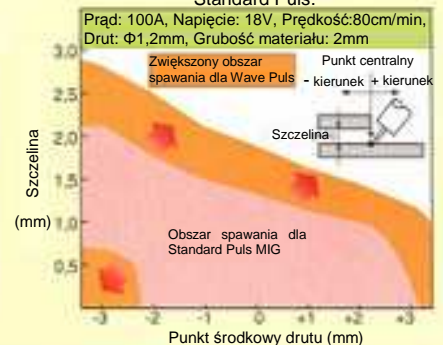 Standard Puls.
Prąd: 100A, Napięcie: 18V, Prędkość:80cm/min,
Drut: Φ1,2mm, Grubość materiału: 2mm
Zwiększony obszar
spawania dla Wave Puls
Punkt centralny
- kierunek + kierunek
Szczelina
3.0
2.5
2.0
1.5
1.0
0.5
Szczelina
(mm)
Obszar spawania dla
Standard Puls MIG
-3 -2 -1 0 +1 +2 +3
Punkt środkowy drutu (mm)